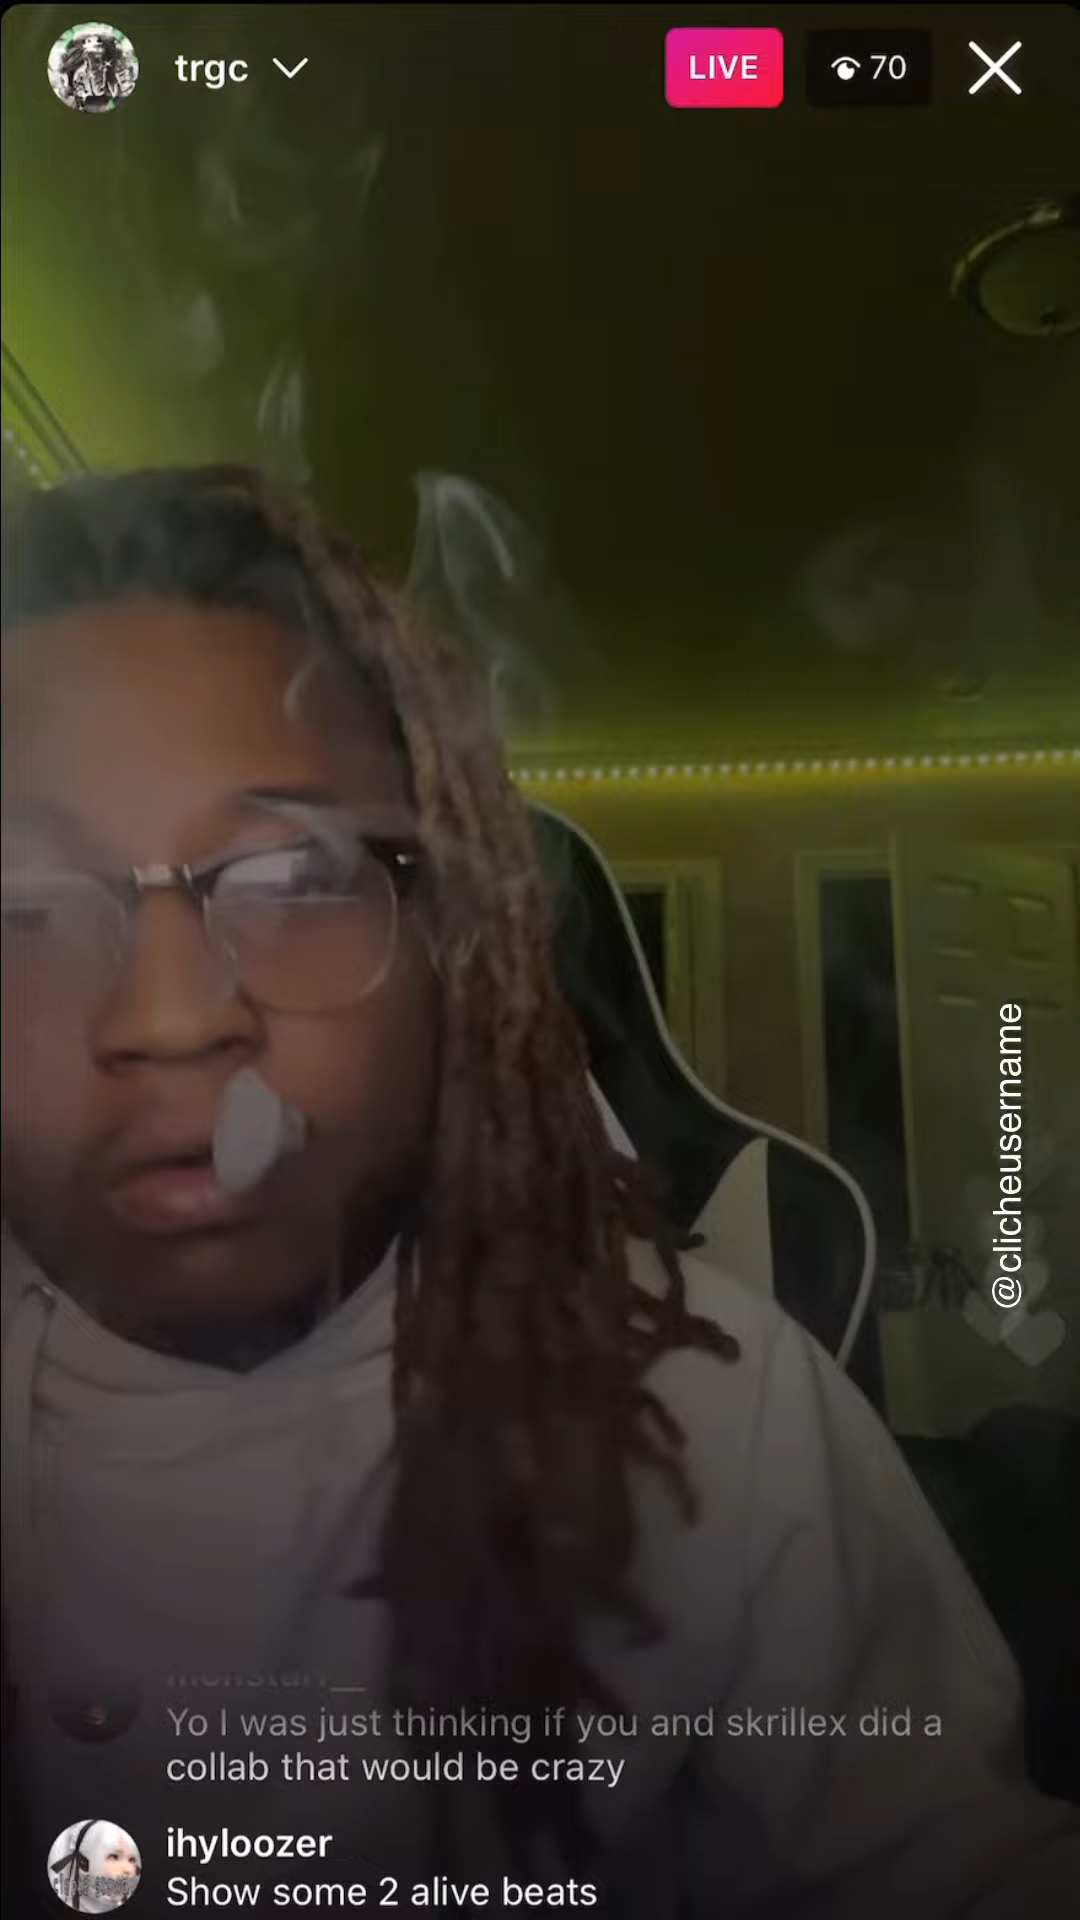 trgc
LIVE
70
@clicheusername
Yo I was just thinking if you and skrillex did a
collab that would be crazy
ihyloozer
Show some 2 alive beats